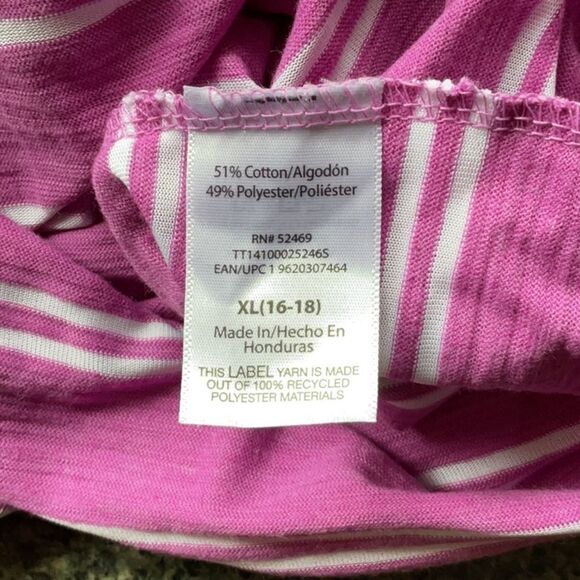 51% Cotton/Algodón
49% Polyester/Poliéster
RN# 52469
TT14100025246S
EAN/UPC 1 9620307464
XL(16-18)
Made In/Hecho En
Honduras
THIS LABEL YARN IS MADE
OUT OF 100% RECYCLED
POLYESTER MATERIALS